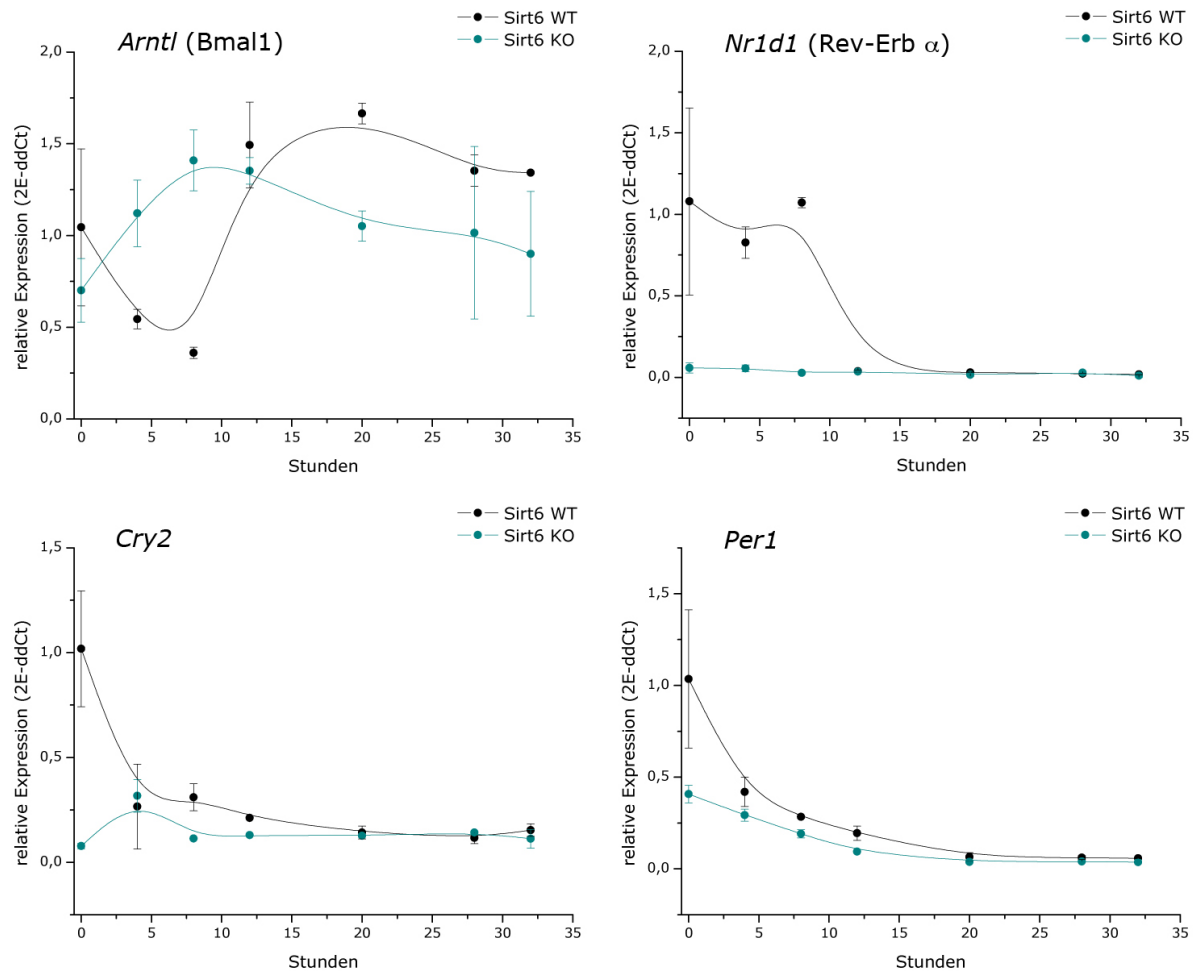 Sirt6 WT
Sirt6 KO
Arntl (Bmal1)
relative Expression (2E-ddCt)
2,0
1,5
1,0
0,5
0,0
0 5 10 15 20 25 30 35
Stunden
Sirt6 WT
Sirt6 KO
Nr1d1 (Rev-Erb α)
relative Expression (2E-ddCt)
2,0
1,5
1,0
0,5
0,0
0 5 10 15 20 25 30 35
Stunden
Sirt6 WT
Sirt6 KO
Cry2
relative Expression (2E-ddCt)
1,5
1,0
0,5
0,0
0 5 10 15 20 25 30 35
Stunden
Sirt6 WT
Sirt6 KO
Per1
relative Expression (2E-ddCt)
1,5
1,0
0,5
0,0
0 5 10 15 20 25 30 35
Stunden